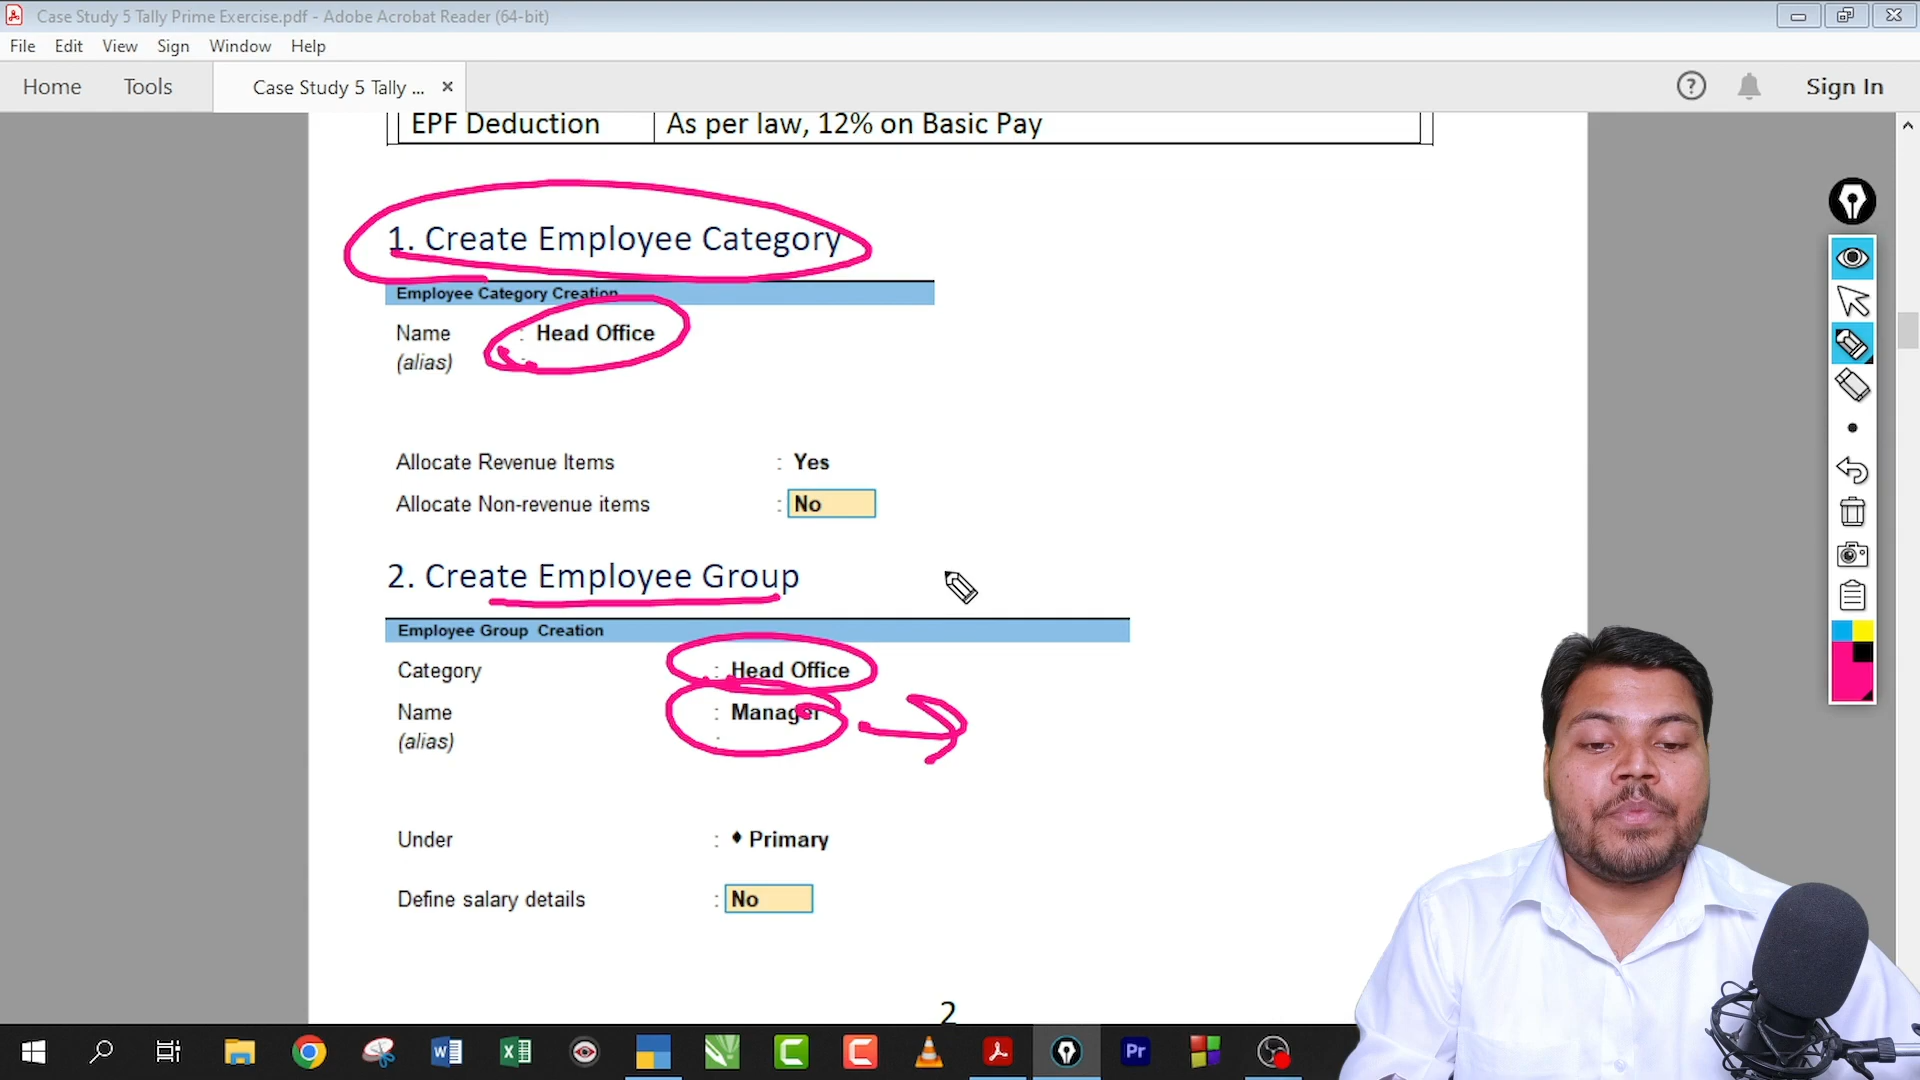 Case Study 5 Tally Prime Exercise.pdf - Adobe Acrobat Reader (64-bit)
File Edit View Sign Window Help
Home Tools Case Study 5 Tally ... × Sign In
EPF Deduction As per law, 12% on Basic Pay
1. Create Employee Category
Employee Category Creation
Name : Head Office
(alias) :
Allocate Revenue Items : Yes
Allocate Non-revenue items : No
2. Create Employee Group
Employee Group Creation
Category : Head Office
Name : Manager
(alias) :
Under : ♦ Primary
Define salary details : No
2
Pr